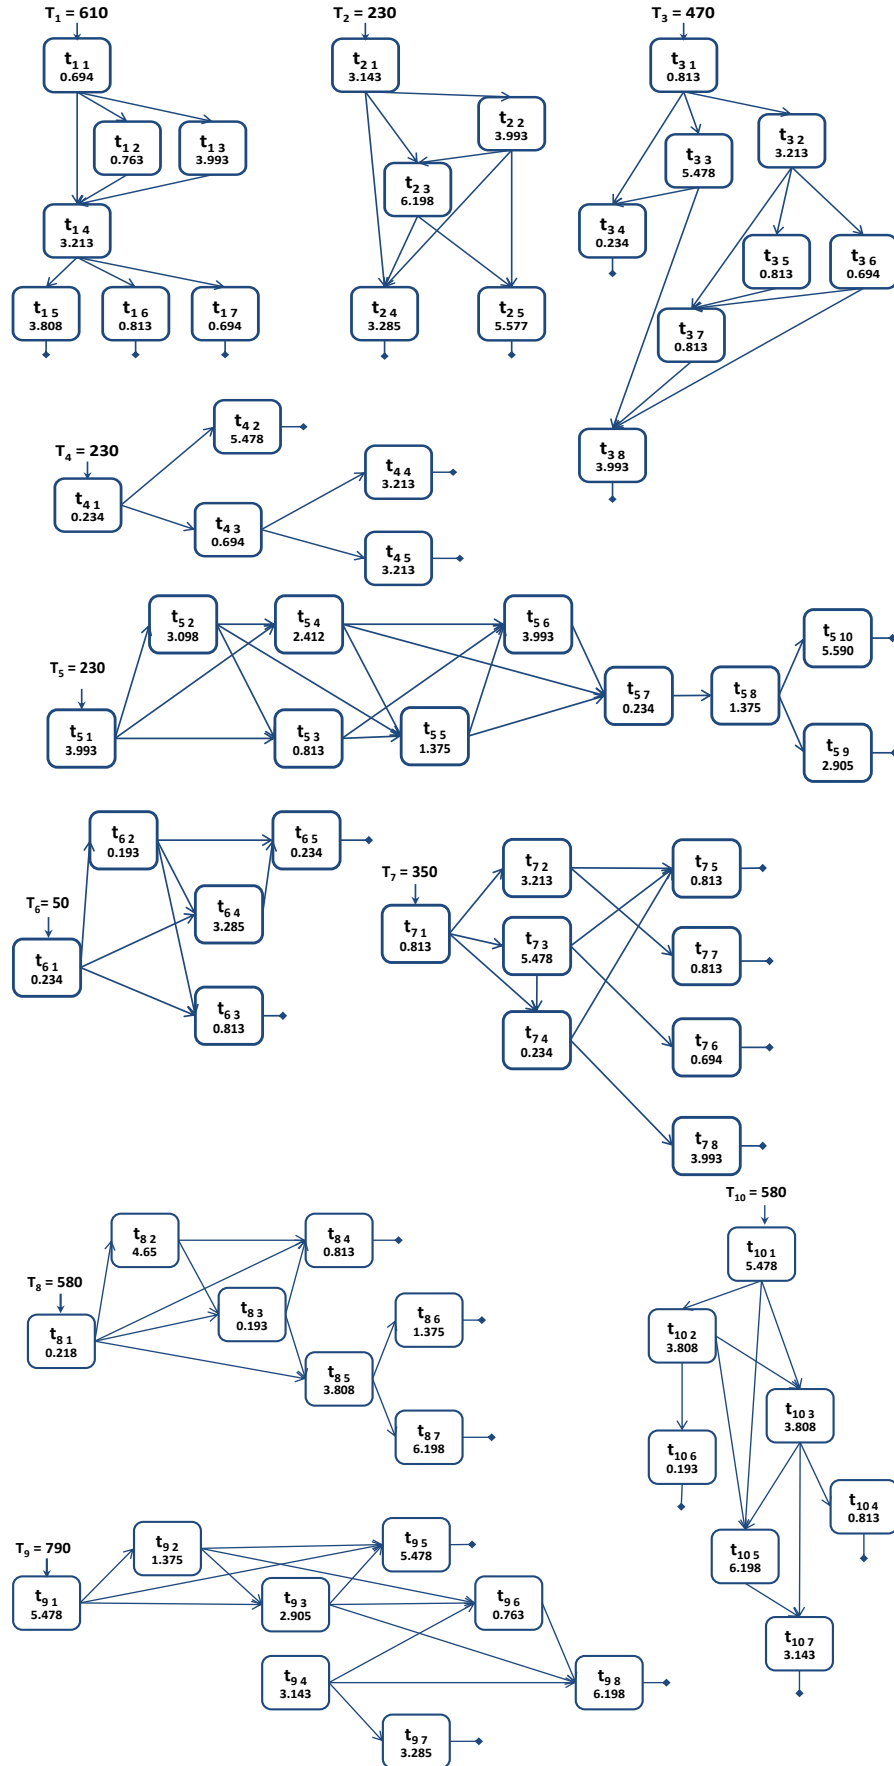 T1 = 610
t1 1
0.694
t1 2
0.763
t1 3
3.993
t1 4
3.213
t1 5
3.808
t1 6
0.813
t1 7
0.694
T2 = 230
t2 1
3.143
t2 2
3.993
t2 3
6.198
t2 4
3.285
t2 5
5.577
T3 = 470
t3 1
0.813
t3 2
3.213
t3 3
5.478
t3 4
0.234
t3 5
0.813
t3 6
0.694
t3 7
0.813
t3 8
3.993
T4 = 230
t4 1
0.234
t4 2
5.478
t4 3
0.694
t4 4
3.213
t4 5
3.213
T5 = 230
t5 1
3.993
t5 2
3.098
t5 4
2.412
t5 3
0.813
t5 5
1.375
t5 6
3.993
t5 7
0.234
t5 8
1.375
t5 10
5.590
t5 9
2.905
T6= 50
t6 1
0.234
t6 2
0.193
t6 5
0.234
t6 4
3.285
t6 3
0.813
T7 = 350
t7 1
0.813
t7 2
3.213
t7 3
5.478
t7 4
0.234
t7 5
0.813
t7 7
0.813
t7 6
0.694
t7 8
3.993
T8 = 580
t8 1
0.218
t8 2
4.65
t8 4
0.813
t8 3
0.193
t8 6
1.375
t8 5
3.808
t8 7
6.198
T10 = 580
t10 1
5.478
t10 2
3.808
t10 3
3.808
t10 6
0.193
t10 4
0.813
t10 5
6.198
t10 7
3.143
T9 = 790
t9 1
5.478
t9 2
1.375
t9 5
5.478
t9 3
2.905
t9 6
0.763
t9 4
3.143
t9 8
6.198
t9 7
3.285